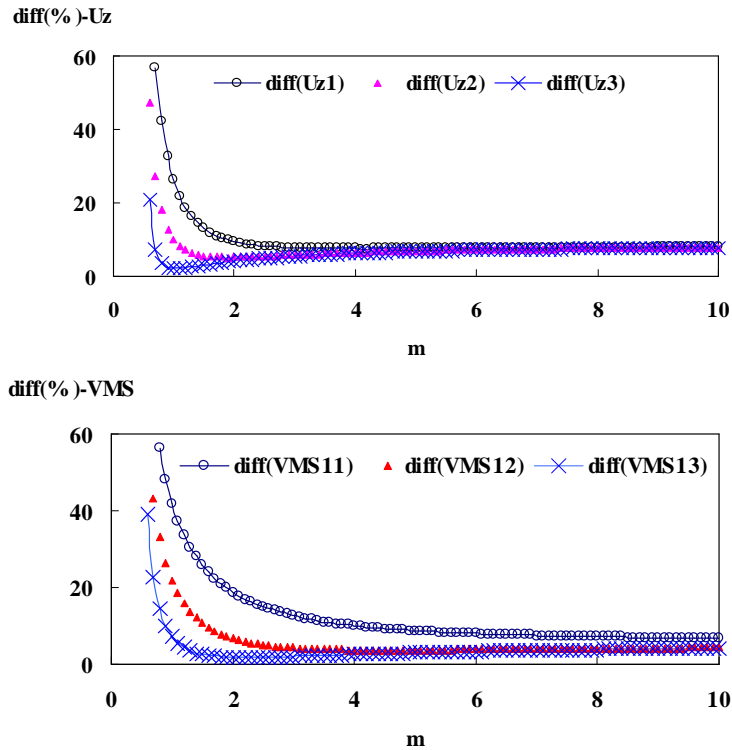 diff(%)-Uz
60
diff(Uz1) diff(Uz2) diff(Uz3)
40
20
0
0 2 4 6 8 10
m
diff(%)-VMS
60
diff(VMS11) diff(VMS12) diff(VMS13)
40
20
0
0 2 4 6 8 10
m